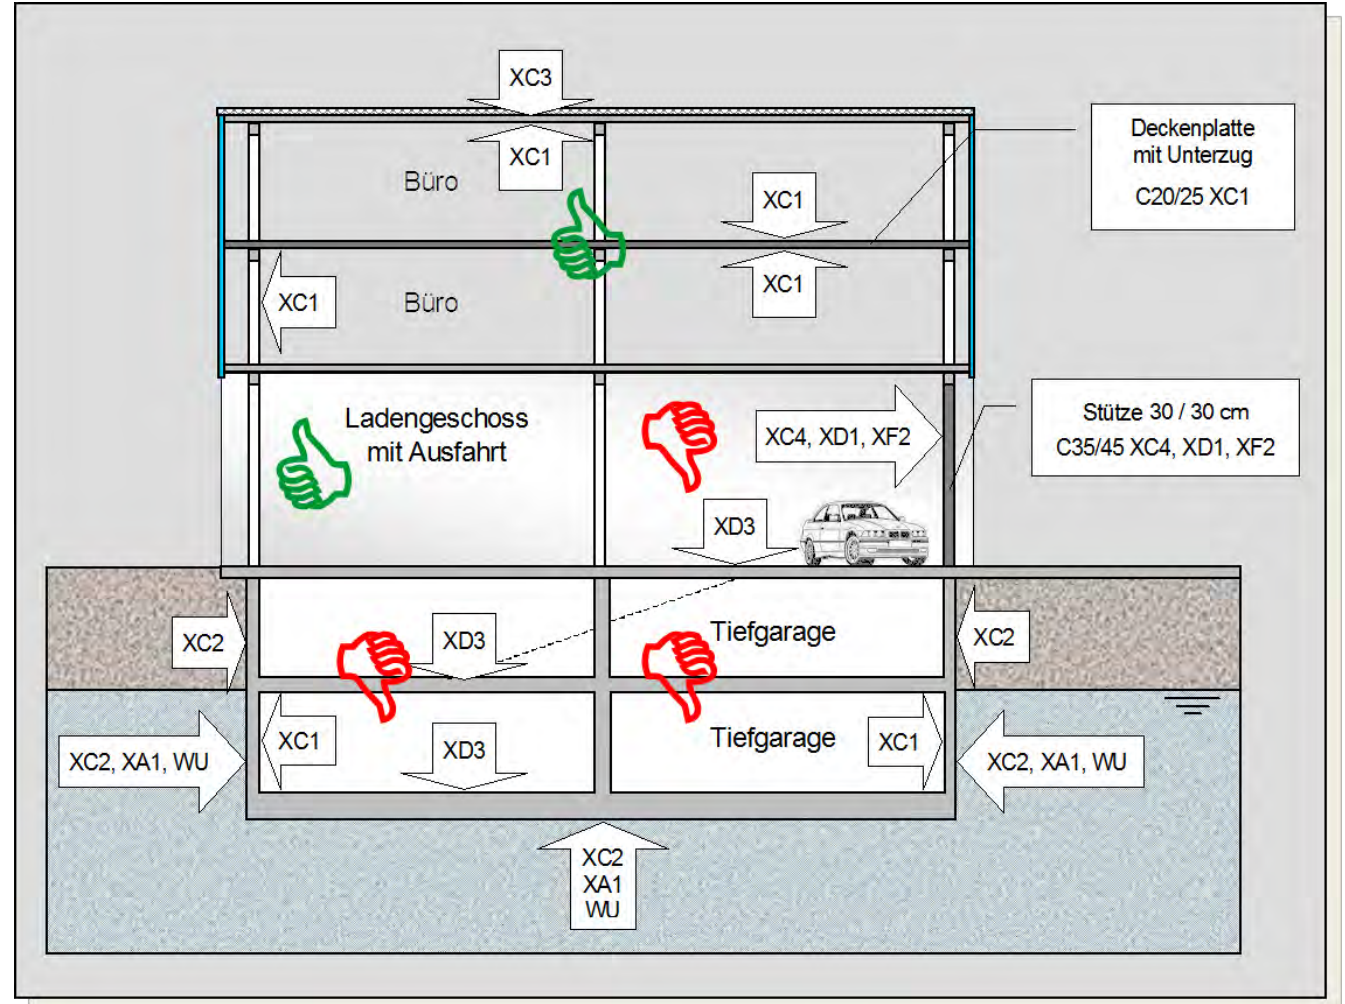 XC3
Deckenplatte
mit Unterzug
C20/25 XC1
XC1
Büro
XC1
XC1
XC1
Büro
Ladengeschoss
mit Ausfahrt
XC4, XD1, XF2
Stütze 30 / 30 cm
C35/45 XC4, XD1, XF2
XD3
XC2
XD3
Tiefgarage
XC2
XC2, XA1, WU
XC1
XD3
Tiefgarage
XC1
XC2, XA1, WU
XC2
XA1
WU